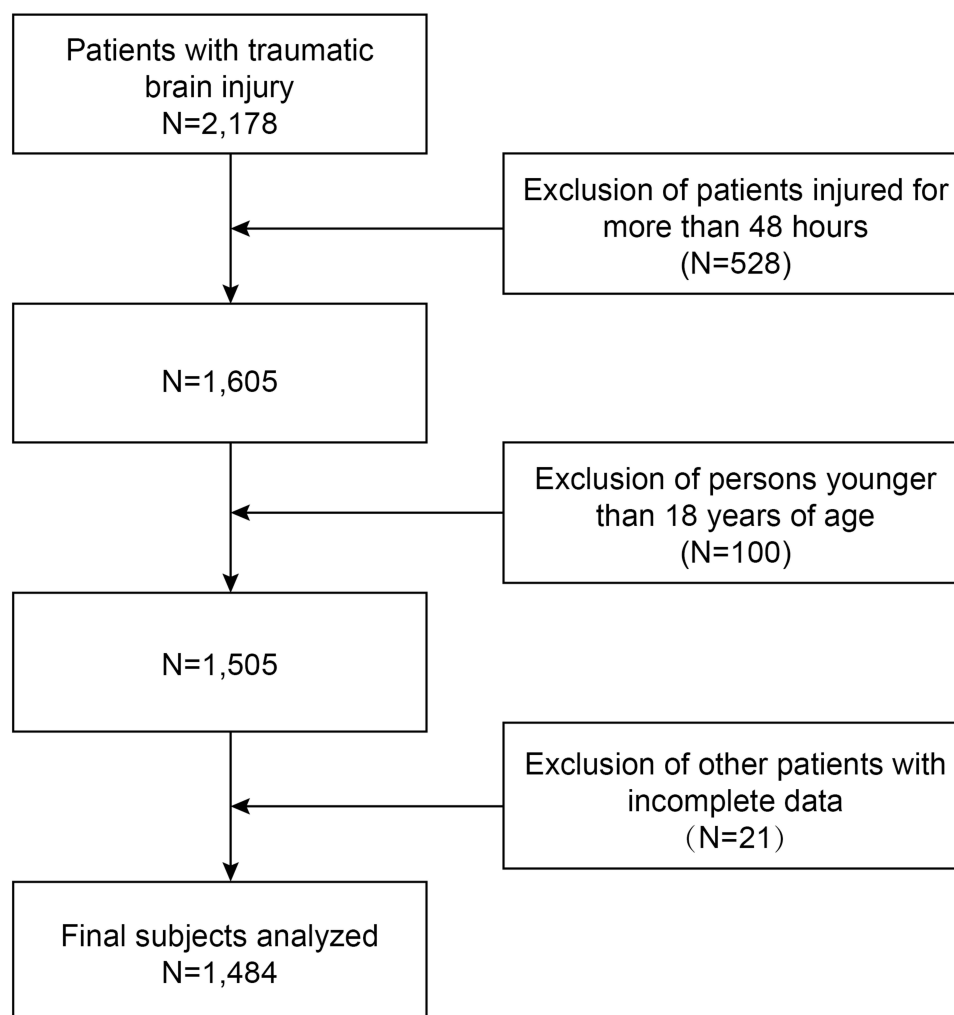 Patients with traumatic
brain injury
N=2,178
Exclusion of patients injured for
more than 48 hours
(N=528)
N=1,605
Exclusion of persons younger
than 18 years of age
(N=100)
N=1,505
Exclusion of other patients with
incomplete data
（N=21）
Final subjects analyzed
N=1,484